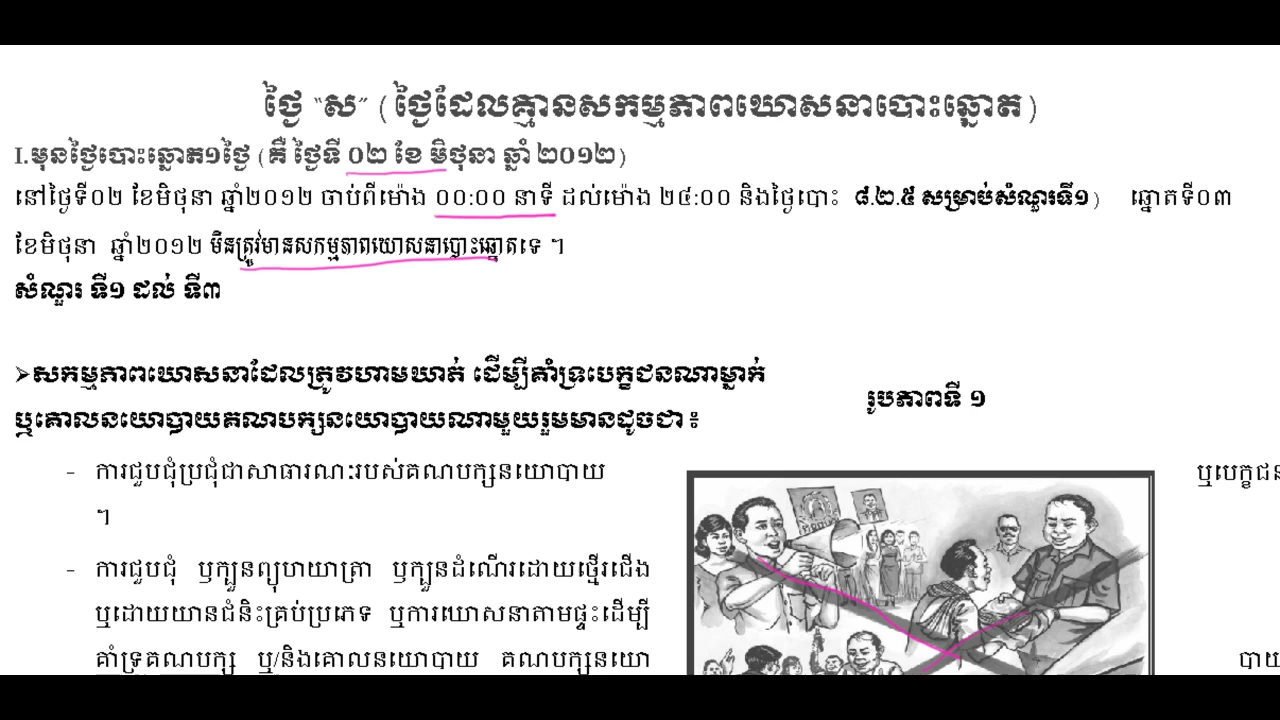 ថ្ងៃ "ស" (ថ្ងៃដែលគ្មានសកម្មភាពឃោសនាបោះឆ្នោត)
I.មុនថ្ងៃបោះឆ្នោត១ថ្ងៃ (គឺ ថ្ងៃទី ០២ ខែ មិថុនា ឆ្នាំ ២០១២)
នៅថ្ងៃទី០២ ខែមិថុនា ឆ្នាំ២០១២ ចាប់ពីម៉ោង ០០:០០ នាទី ដល់ម៉ោង ២៤:០០ និងថ្ងៃបោះ ៨.២.៥ សម្រាប់សំណួរទី១) ឆ្នោតទី០៣
ខែមិថុនា ឆ្នាំ២០១២ មិនត្រូវមានសកម្មភាពឃោសនាបោះឆ្នោតទេ ។
សំណួរ ទី១ ដល់ ទី៣
➢សកម្មភាពឃោសនាដែលត្រូវហាមឃាត់ ដើម្បីគាំទ្របេក្ខជនណាម្នាក់
ឬគោលនយោបាយគណបក្សនយោបាយណាមួយរួមមានដូចជា៖
រូបភាពទី ១
- ការជួបជុំប្រជុំជាសាធារណៈរបស់គណបក្សនយោបាយ ឬបេក្ខជន
។
- ការជួបជុំ ឫក្បួនព្យុហយាត្រា ឫក្បួនដំណើរដោយថ្មើរជើង
ឬដោយយានជំនិះគ្រប់ប្រភេទ ឬការឃោសនាតាមផ្ទះដើម្បី
គាំទ្រគណបក្ស ឬ/និងគោលនយោបាយ គណបក្សនយោ បាយ